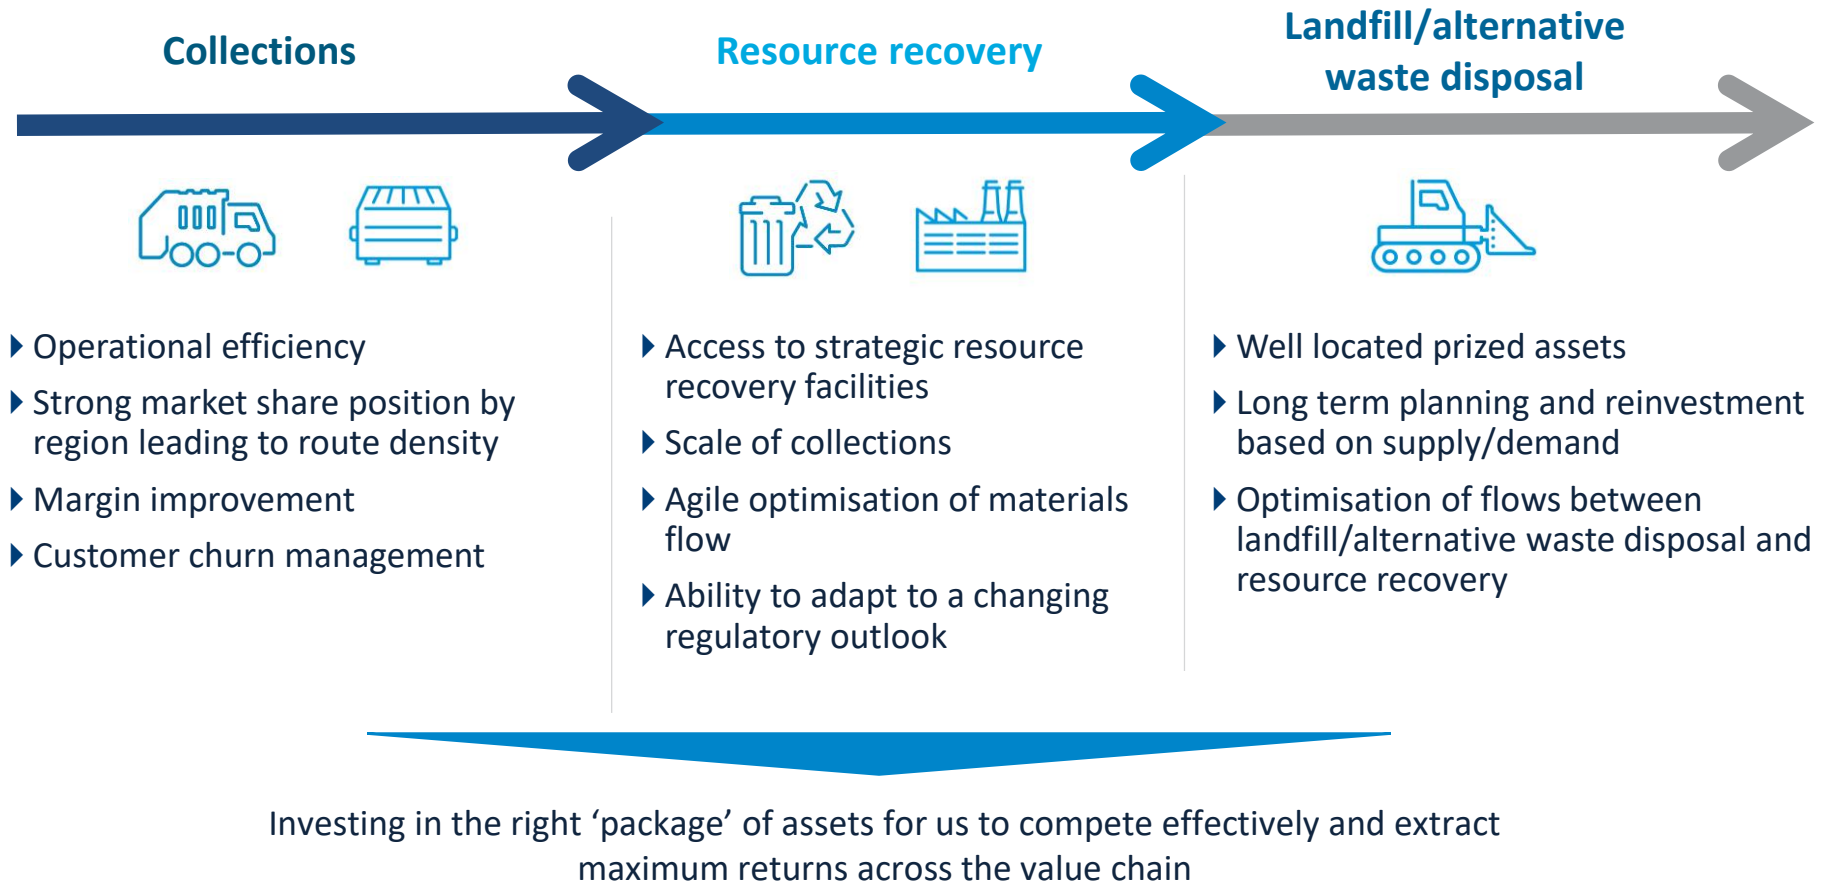 Collections
Resource recovery
Landfill/alternative
waste disposal
Operational efficiency
Strong market share position by
region leading to route density
Margin improvement
Customer churn management
Access to strategic resource
recovery facilities
Scale of collections
Agile optimisation of materials
flow
Ability to adapt to a changing
regulatory outlook
Well located prized assets
Long term planning and reinvestment
based on supply/demand
Optimisation of flows between
landfill/alternative waste disposal and
resource recovery
Investing in the right ‘package’ of assets for us to compete effectively and extract
maximum returns across the value chain